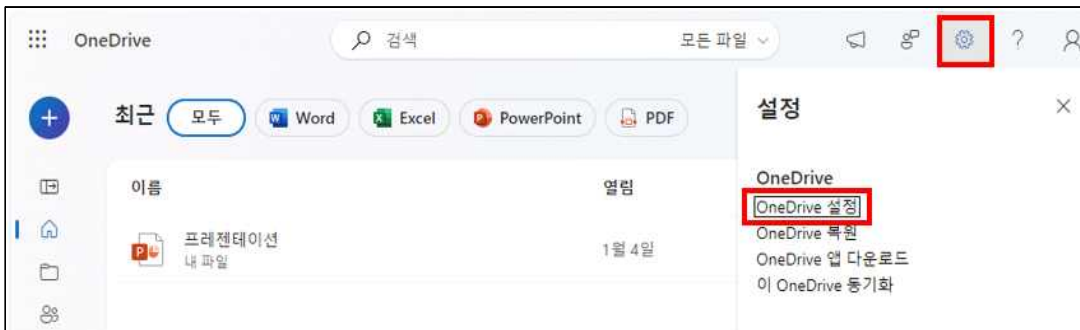 OneDrive
검색
모든 파일
최근
모두
Word
Excel
PowerPoint
PDF
설정
이름
열림
OneDrive
OneDrive 설정
OneDrive 복원
OneDrive 앱 다운로드
이 OneDrive 동기화
프레젠테이션
내 파일
1월 4일